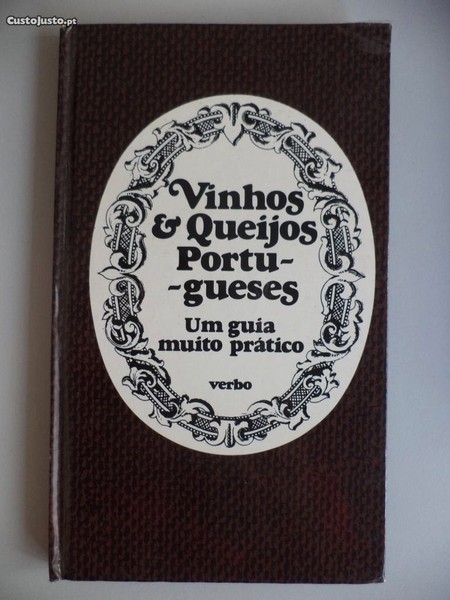 CustoJusto.pt
Vinhos
& Queijos
Portu-
-gueses
Um guia
muito prático
verbo